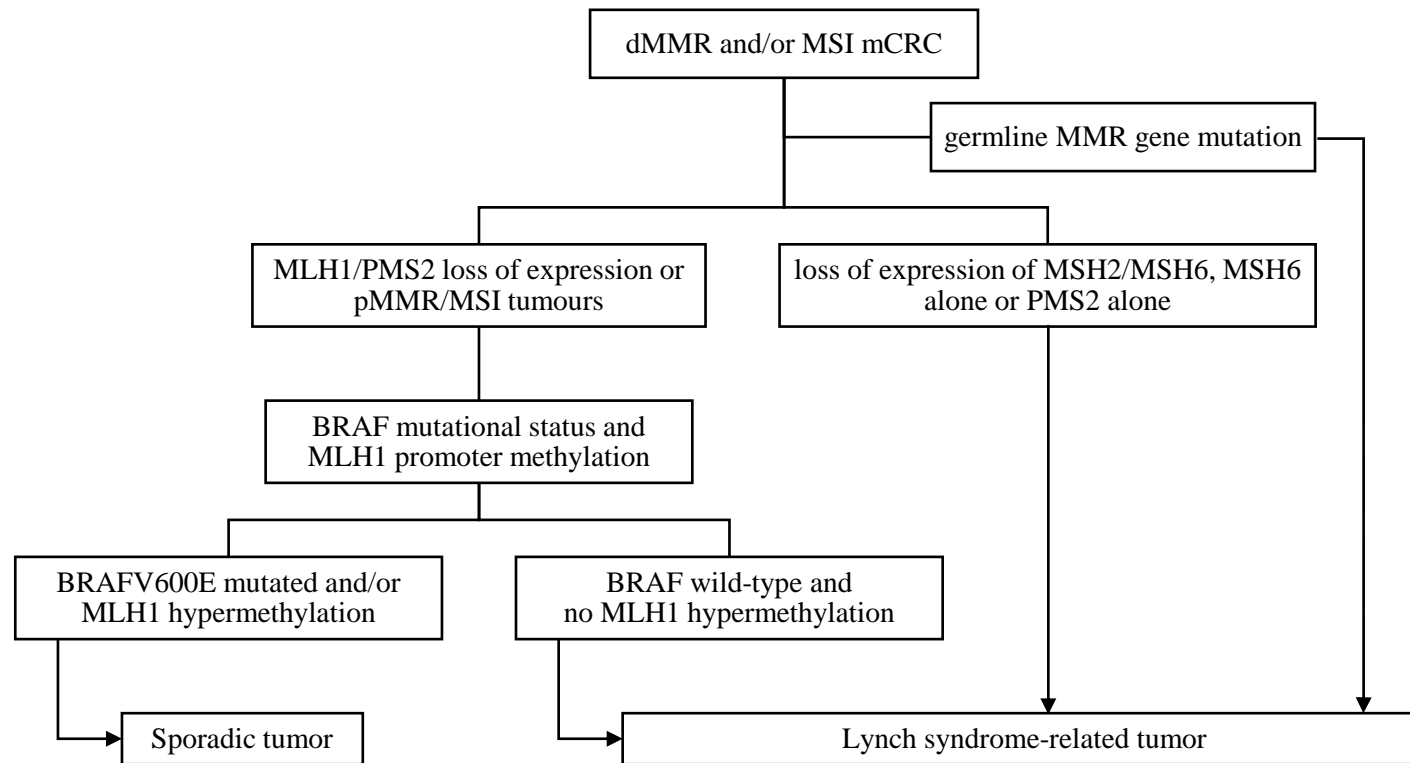 dMMR and/or MSI mCRC
germline MMR gene mutation
MLH1/PMS2 loss of expression or
pMMR/MSI tumours
loss of expression of MSH2/MSH6, MSH6
alone or PMS2 alone
BRAF mutational status and
MLH1 promoter methylation
BRAFV600E mutated and/or
MLH1 hypermethylation
BRAF wild-type and
no MLH1 hypermethylation
Sporadic tumor
Lynch syndrome-related tumor